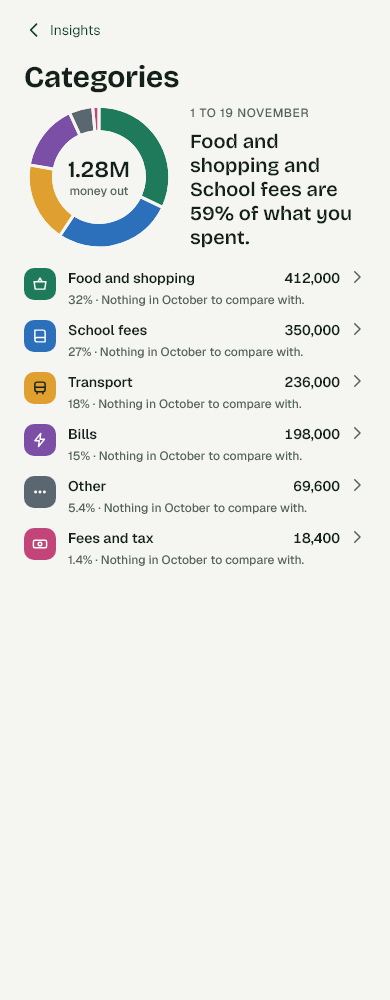 Insights
Categories
1.28M
money out
1 TO 19 NOVEMBER
Food and
shopping and
School fees are
59% of what you
spent.
Food and shopping 412,000
32% · Nothing in October to compare with.
School fees 350,000
27% · Nothing in October to compare with.
Transport 236,000
18% · Nothing in October to compare with.
Bills 198,000
15% · Nothing in October to compare with.
Other 69,600
5.4% · Nothing in October to compare with.
Fees and tax 18,400
1.4% · Nothing in October to compare with.